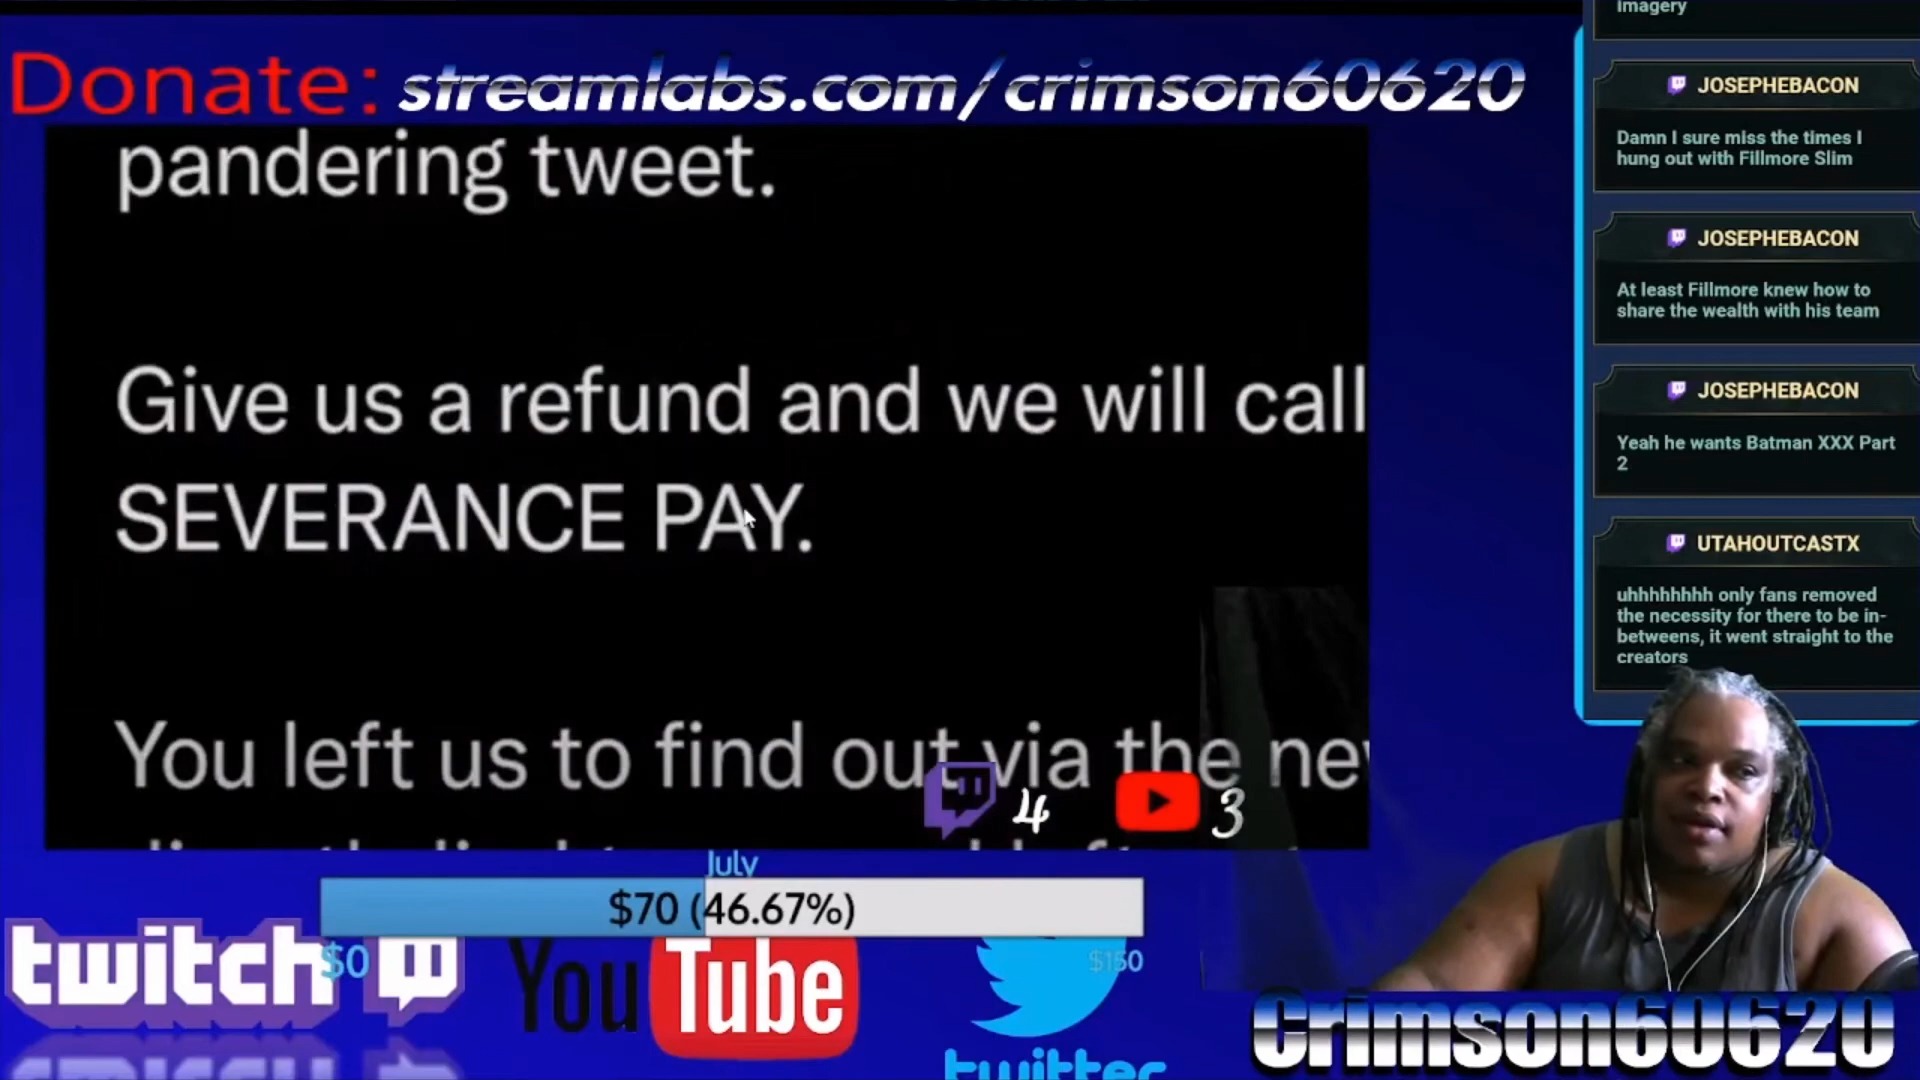 Donate: streamlabs.com/crimson60620
pandering tweet.
Give us a refund and we will call
SEVERANCE PAY.
You left us to find out via the
4
3
July
$70 (46.67%)
$0
$150
twitch
YouTube
twitter
Crimson60620
Imagery
JOSEPHEBACON
Damn I sure miss the times I
hung out with Fillmore Slim
JOSEPHEBACON
At least Fillmore knew how to
share the wealth with his team
JOSEPHEBACON
Yeah he wants Batman XXX Part
2
UTAHOUTCASTX
uhhhhhhhh only fans removed
the necessity for there to be in-
betweens, it went straight to the
creators